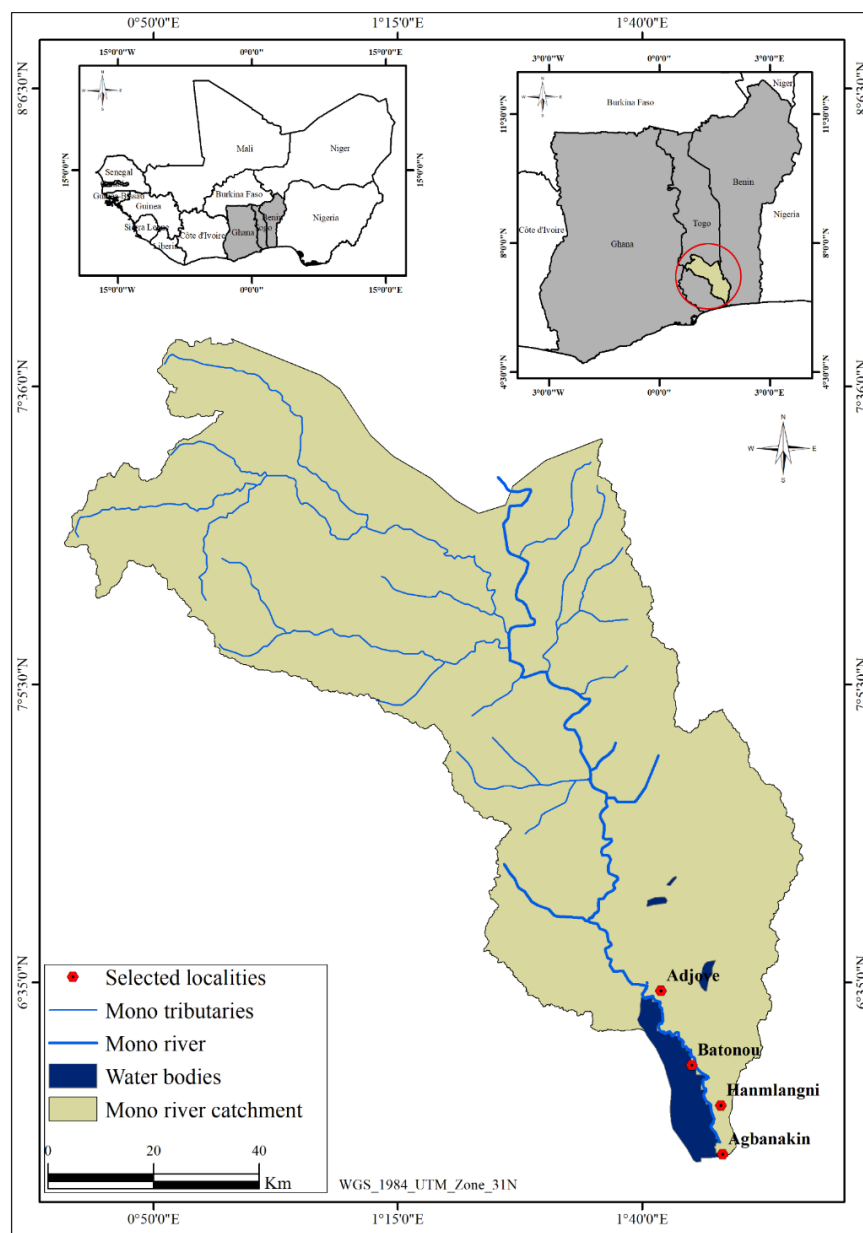 0°50'0"E 1°15'0"E 1°40'0"E
8°6'30"N
7°36'0"N
7°5'30"N
6°35'0"N
8°6'30"N
7°36'0"N
7°5'30"N
6°35'0"N
15°0'0"W 0°0'0" 15°0'0"E
15°0'0"N
15°0'0"N
N
W E
S
Mali
Niger
Senegal
Burkina Faso
Guinea-Bissau
Guinea
Sierra Leone
Côte d'Ivoire
Ghana
Togo
Benin
Nigeria
Liberia
15°0'0"W 0°0'0" 15°0'0"E
3°0'0"W 0°0'0" 3°0'0"E
11°30'0"N
8°0'0"N
4°30'0"N
11°30'0"N
8°0'0"N
4°30'0"N
N
W E
S
Niger
Burkina Faso
Benin
Togo
Nigeria
Côte d'Ivoire
Ghana
3°0'0"W 0°0'0" 3°0'0"E
N
W E
S
Adjove
Batonou
Hanmlangni
Agbanakin
Selected localities
Mono tributaries
Mono river
Water bodies
Mono river catchment
0 20 40
Km
WGS_1984_UTM_Zone_31N
0°50'0"E 1°15'0"E 1°40'0"E